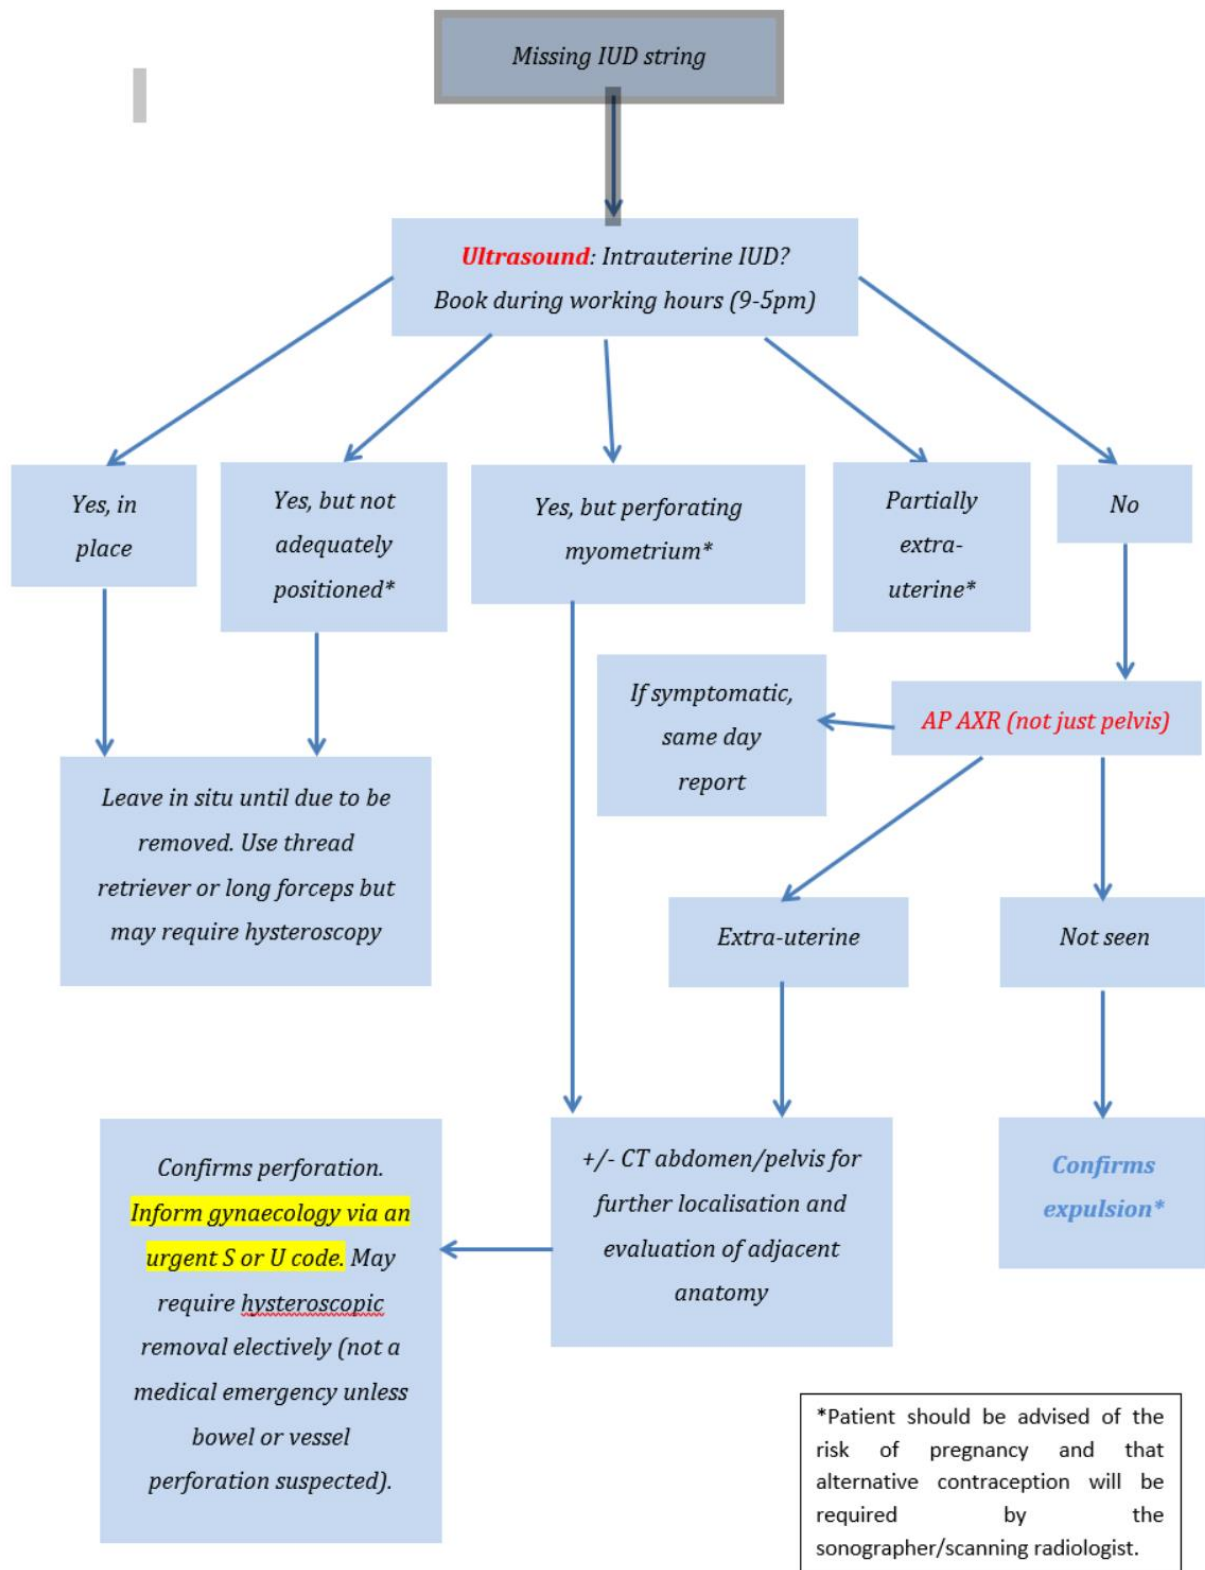 Missing IUD string
Ultrasound: Intrauterine IUD?
Book during working hours (9-5pm)
Yes, in
place
Yes, but not
adequately
positioned*
Yes, but perforating
myometrium*
Partially
extra-
uterine*
No
If symptomatic,
same day
report
AP AXR (not just pelvis)
Leave in situ until due to be
removed. Use thread
retriever or long forceps but
may require hysteroscopy
Extra-uterine
Not seen
Confirms perforation.
Inform gynaecology via an
urgent S or U code. May
require hysteroscopic
removal electively (not a
medical emergency unless
bowel or vessel
perforation suspected).
+/- CT abdomen/pelvis for
further localisation and
evaluation of adjacent
anatomy
Confirms
expulsion*
*Patient should be advised of the
risk of pregnancy and that
alternative contraception will be
required by the
sonographer/scanning radiologist.